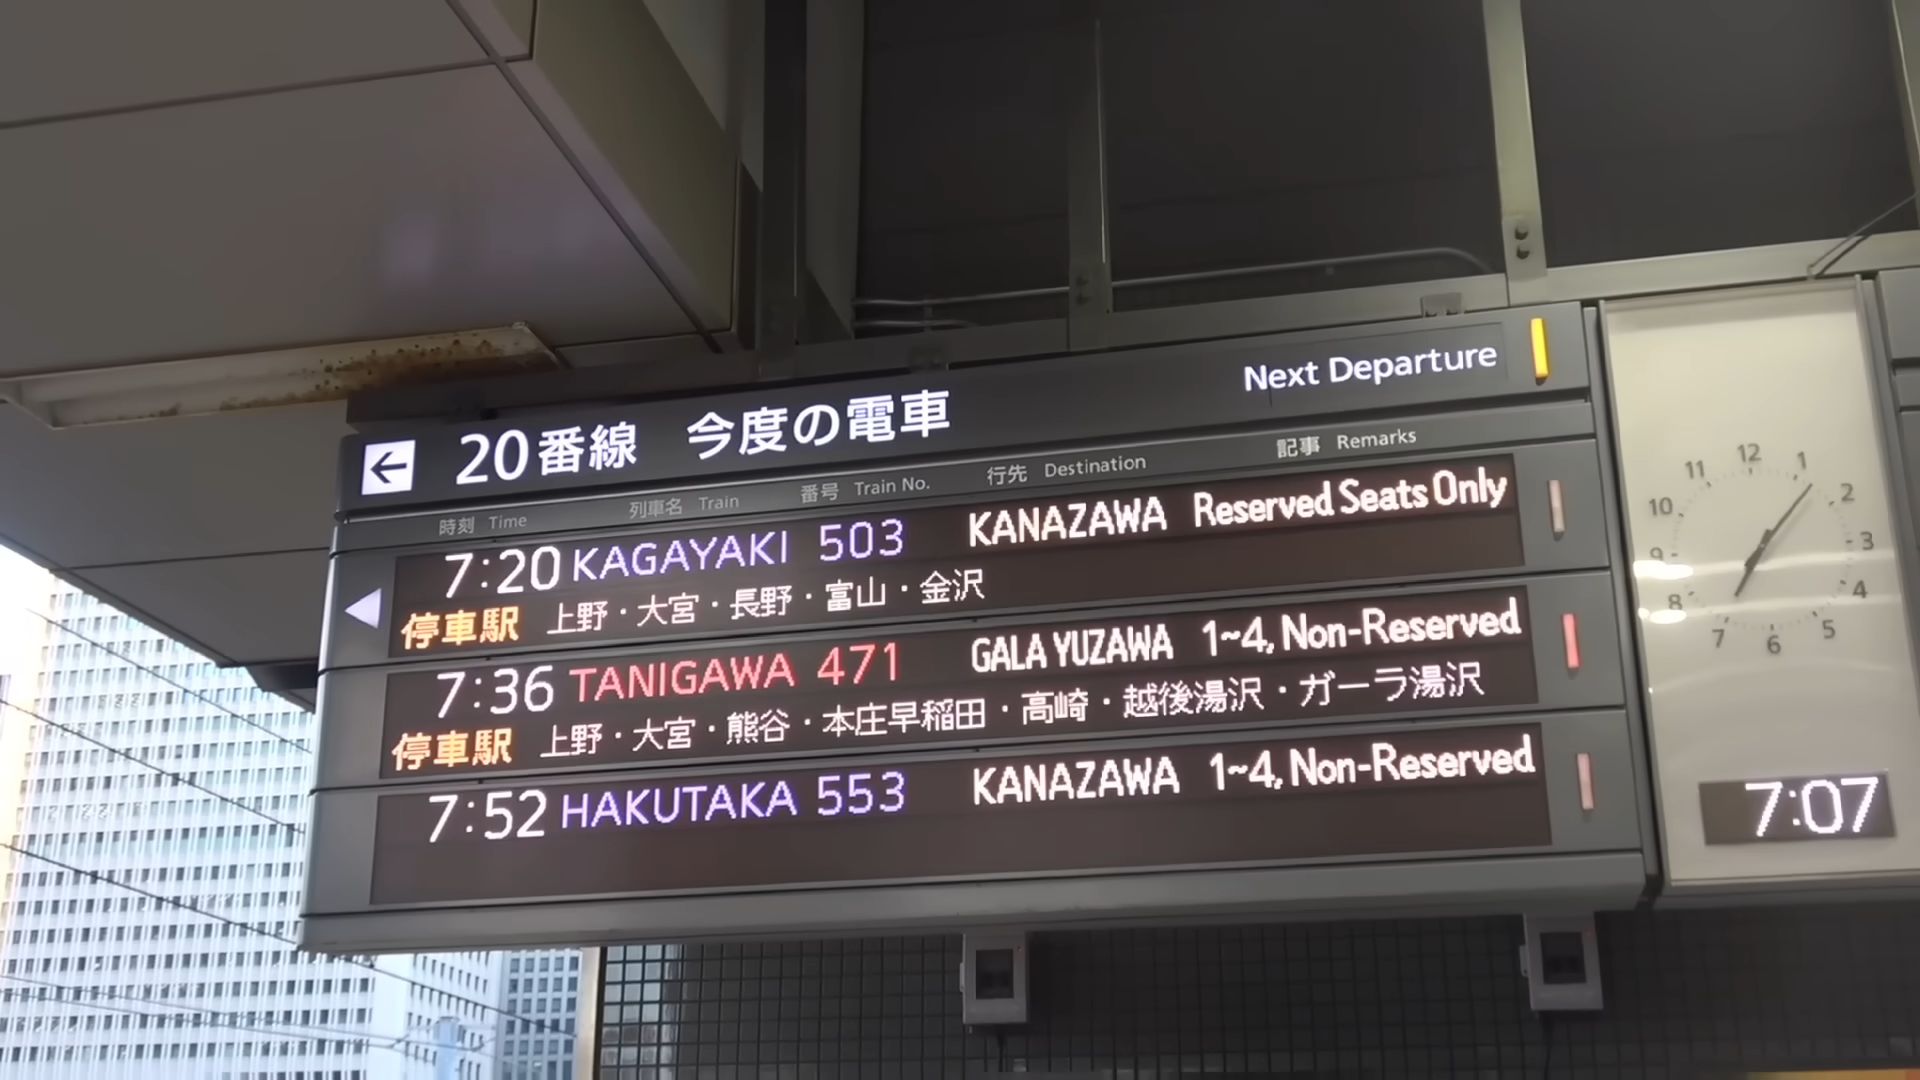 20番線 今度の電車 Next Departure
時刻 Time 列車名 Train 番号 Train No. 行先 Destination 記事 Remarks
7:20 KAGAYAKI 503 KANAZAWA Reserved Seats Only
停車駅 上野・大宮・長野・富山・金沢
7:36 TANIGAWA 471 GALA YUZAWA 1~4, Non-Reserved
停車駅 上野・大宮・熊谷・本庄早稲田・高崎・越後湯沢・ガーラ湯沢
7:52 HAKUTAKA 553 KANAZAWA 1~4, Non-Reserved
12
1
2
3
4
5
6
7
8
9
10
11
7:07